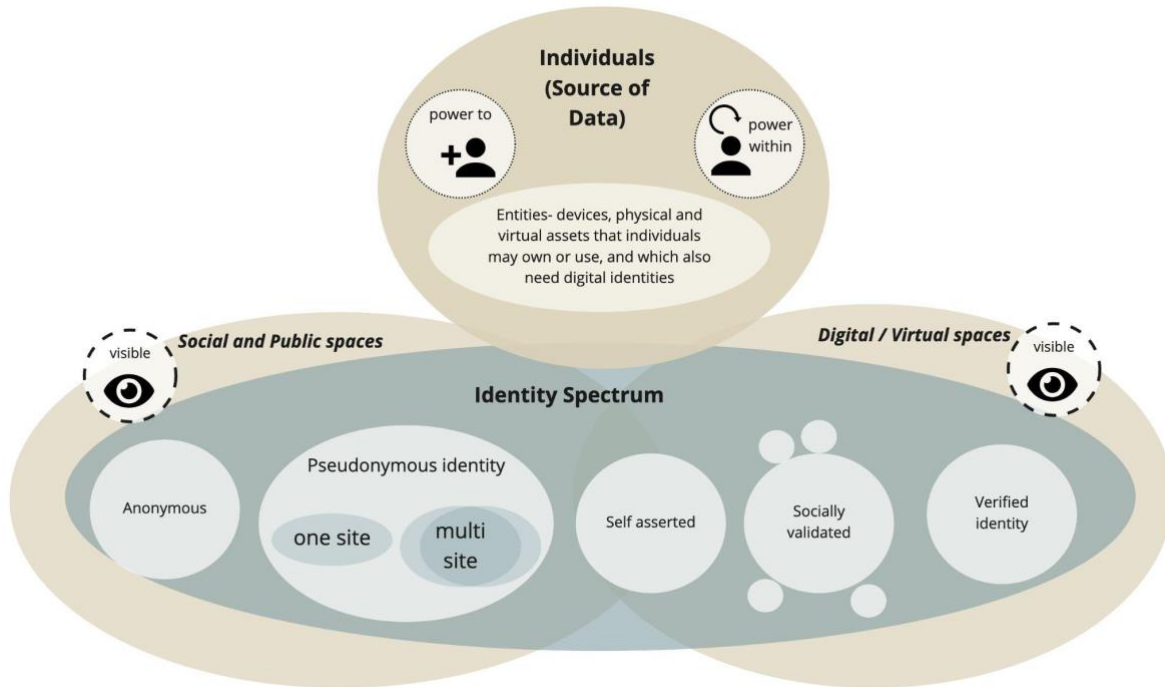 Individuals
(Source of
Data)
power to
power
within
Entities- devices, physical and
virtual assets that individuals
may own or use, and which also
need digital identities
Social and Public spaces
Digital / Virtual spaces
visible
visible
Identity Spectrum
Anonymous
Pseudonymous identity
one site
multi
site
Self asserted
Socially
validated
Verified
identity